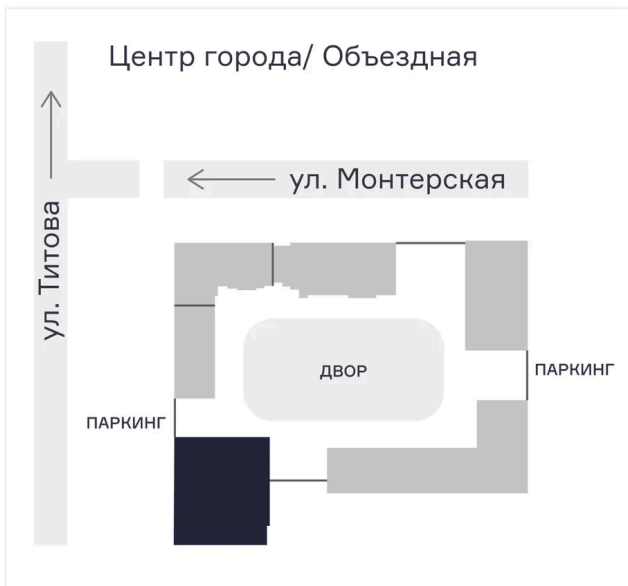 Центр города/ Объездная
ул. Монтерская
ул. Титова
ДВОР
ПАРКИНГ
ПАРКИНГ